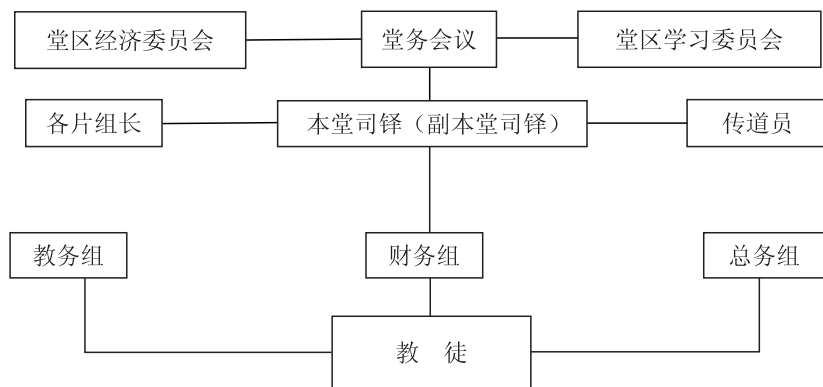 堂区经济委员会
堂务会议
堂区学习委员会
各片组长
本堂司铎（副本堂司铎）
传道员
教务组
财务组
总务组
教 徒